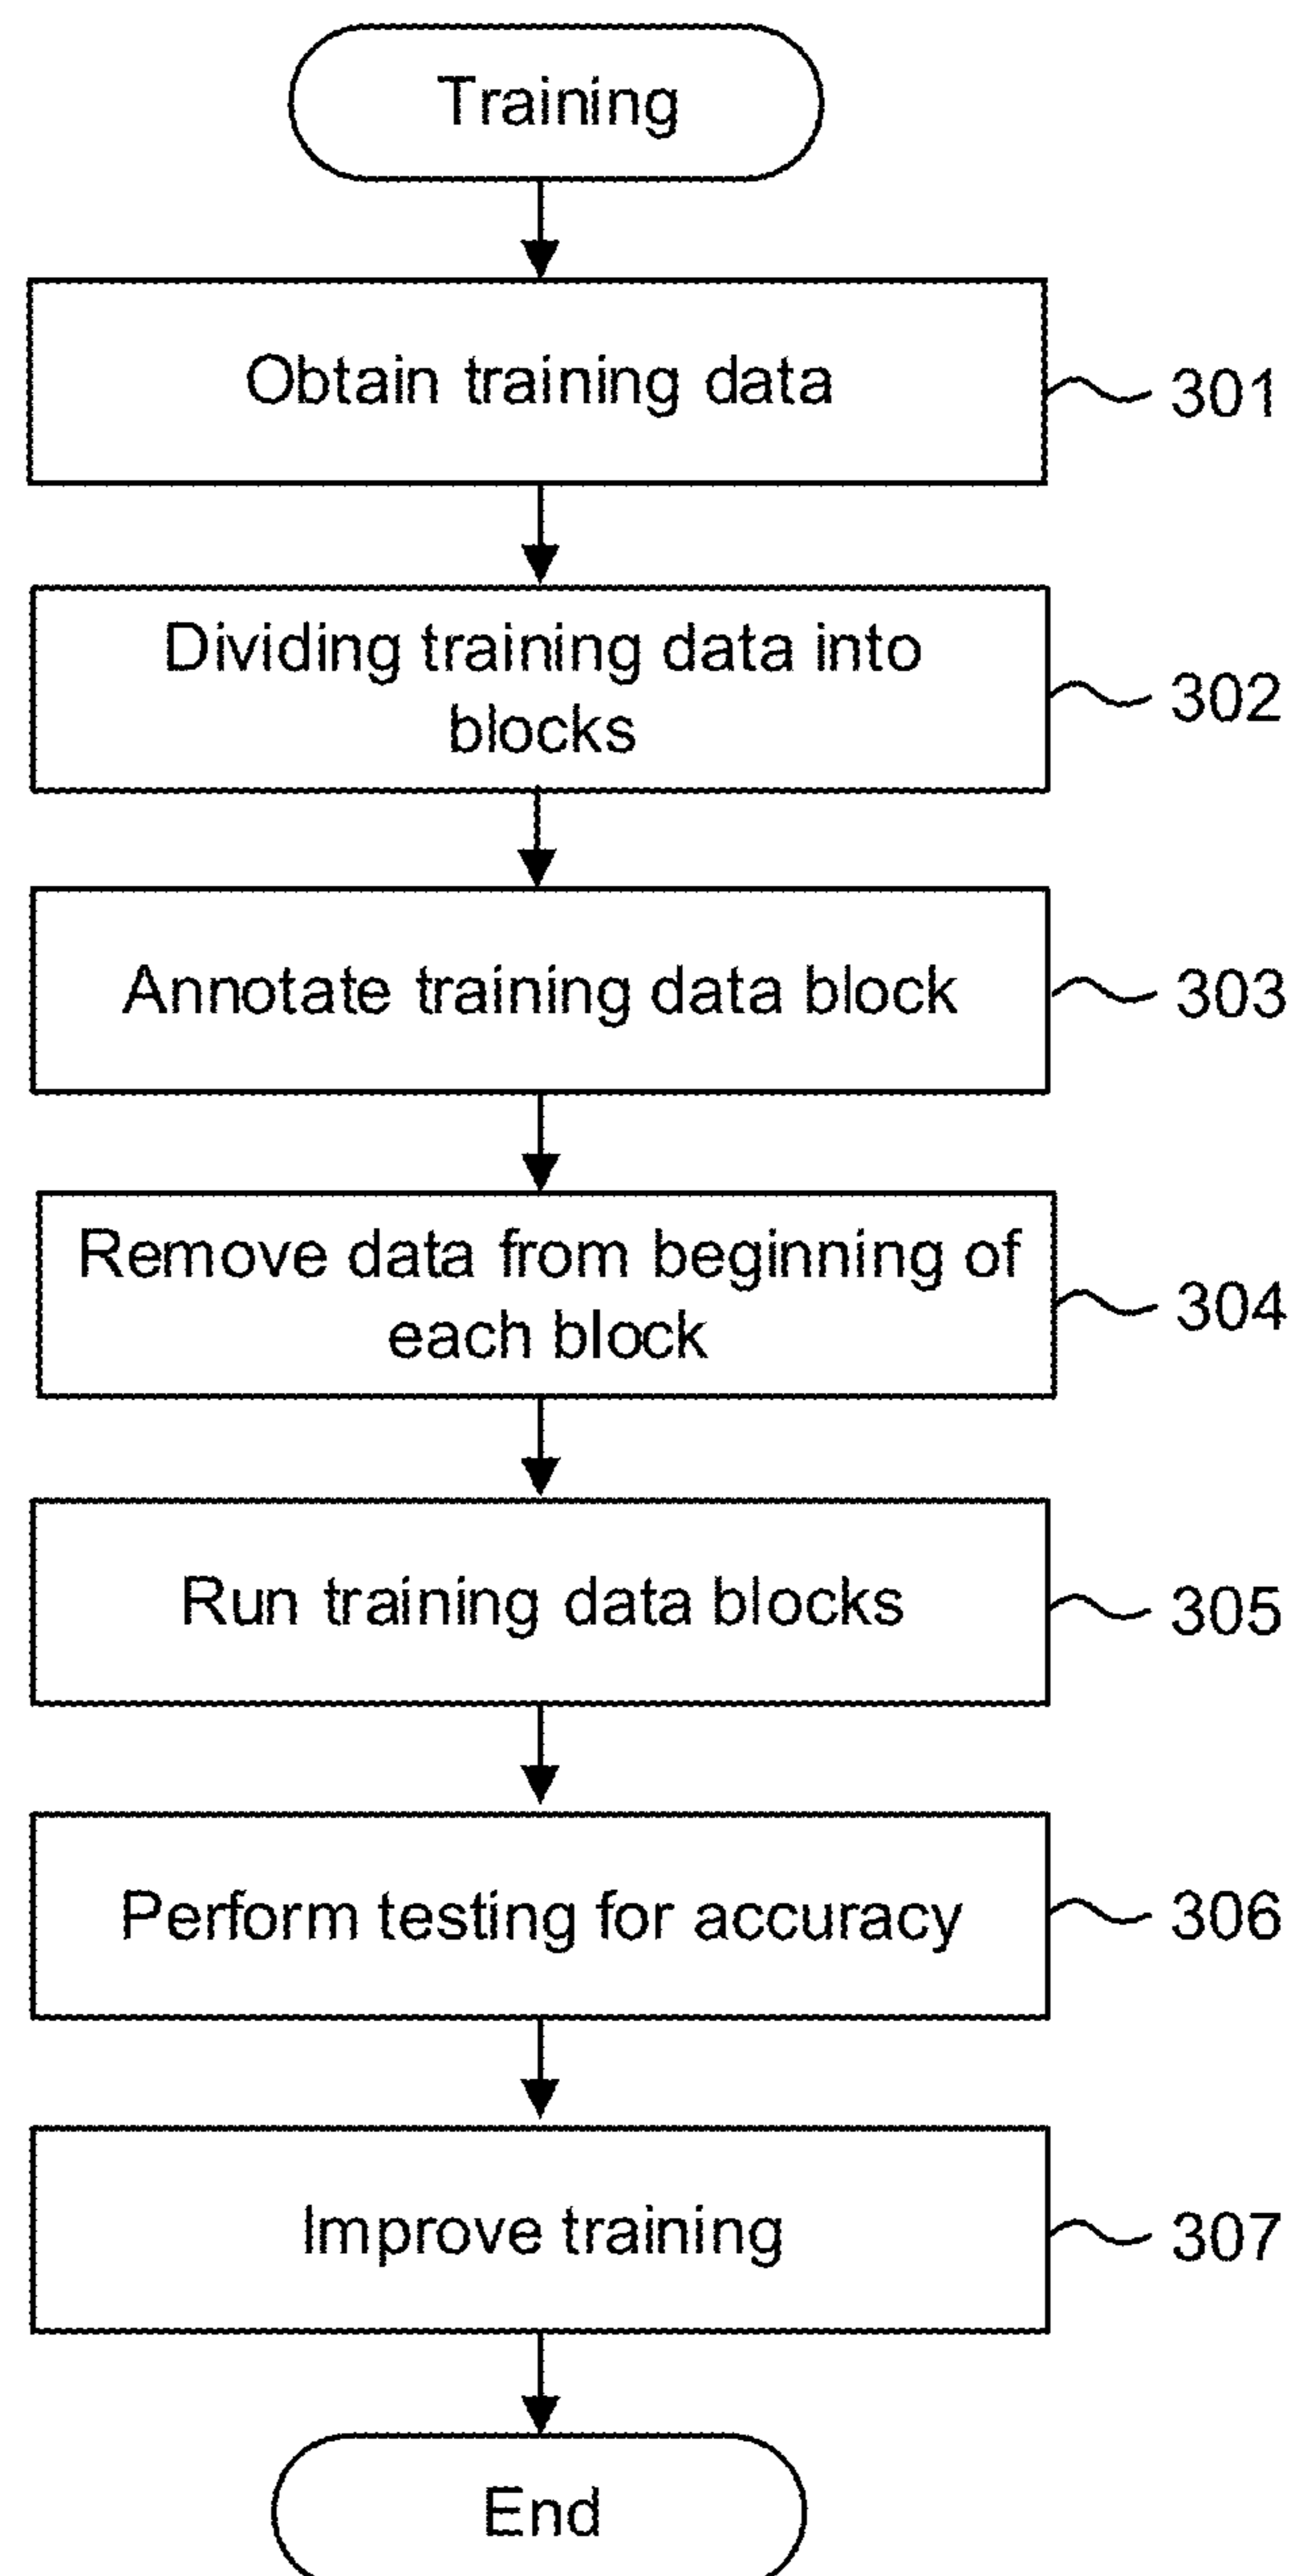 Training
Obtain training data
301
Dividing training data into
blocks
302
Annotate training data block
303
Remove data from beginning of
each block
304
Run training data blocks
305
Perform testing for accuracy
306
Improve training
307
End